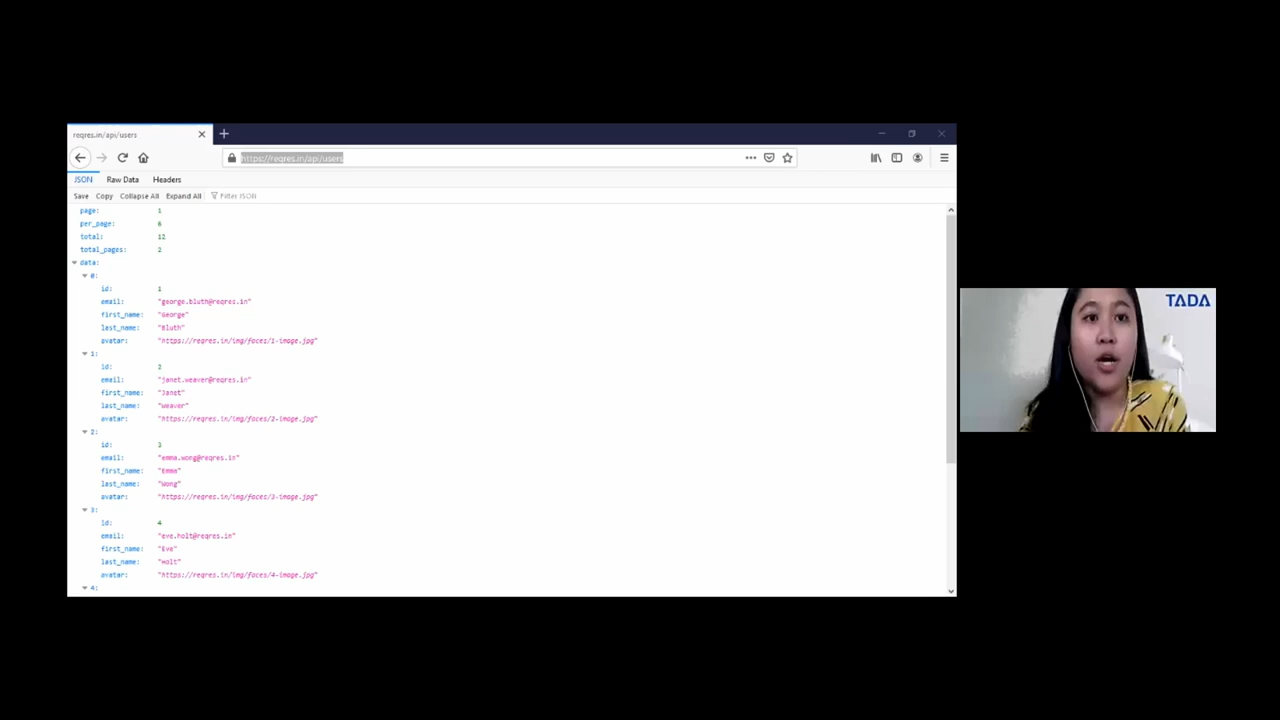 reqres.in/api/users
https://reqres.in/api/users
JSON Raw Data Headers
Save Copy Collapse All Expand All Filter JSON
page: 1
per_page: 6
total: 12
total_pages: 2
data:
0:
id: 1
email: "george.bluth@reqres.in"
first_name: "George"
last_name: "Bluth"
avatar: "https://reqres.in/img/faces/1-image.jpg"
1:
id: 2
email: "janet.weaver@reqres.in"
first_name: "Janet"
last_name: "Weaver"
avatar: "https://reqres.in/img/faces/2-image.jpg"
2:
id: 3
email: "emma.wong@reqres.in"
first_name: "Emma"
last_name: "Wong"
avatar: "https://reqres.in/img/faces/3-image.jpg"
3:
id: 4
email: "eve.holt@reqres.in"
first_name: "Eve"
last_name: "Holt"
avatar: "https://reqres.in/img/faces/4-image.jpg"
4:
TADA